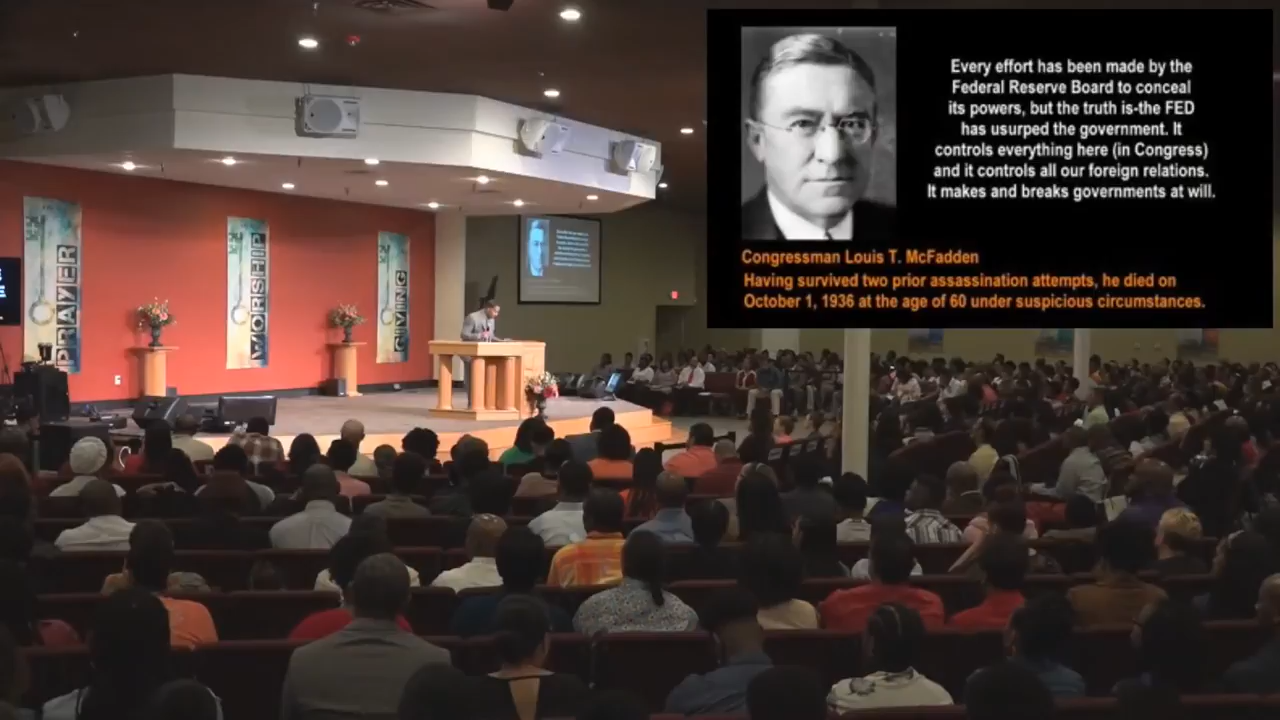 Every effort has been made by the
Federal Reserve Board to conceal
its powers, but the truth is-the FED
has usurped the government. It
controls everything here (in Congress)
and it controls all our foreign relations.
It makes and breaks governments at will.
Congressman Louis T. McFadden
Having survived two prior assassination attempts, he died on
October 1, 1936 at the age of 60 under suspicious circumstances.
PRAYER
WORSHIP
GIVING